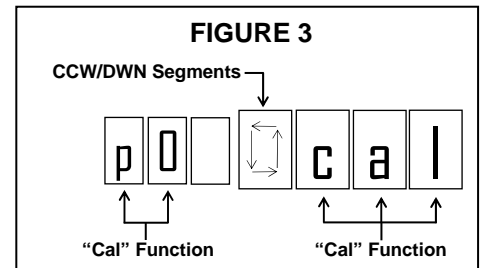 FIGURE 3
CCW/DWN Segments
p0 cal
“Cal” Function “Cal” Function